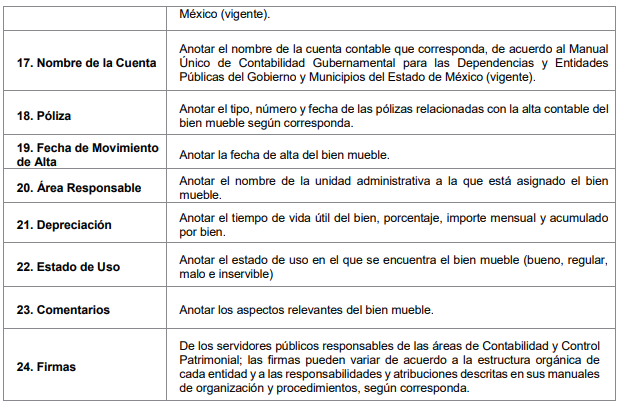 México (vigente).
17. Nombre de la Cuenta
Anotar el nombre de la cuenta contable que corresponda, de acuerdo al Manual
Único de Contabilidad Gubernamental para las Dependencias y Entidades
Públicas del Gobierno y Municipios del Estado de México (vigente).
18. Póliza
Anotar el tipo, número y fecha de las pólizas relacionadas con la alta contable del
bien mueble según corresponda.
19. Fecha de Movimiento
de Alta
Anotar la fecha de alta del bien mueble.
20. Área Responsable
Anotar el nombre de la unidad administrativa a la que está asignado el bien
mueble.
21. Depreciación
Anotar el tiempo de vida útil del bien, porcentaje, importe mensual y acumulado
por bien.
22. Estado de Uso
Anotar el estado de uso en el que se encuentra el bien mueble (bueno, regular,
malo e inservible)
23. Comentarios
Anotar los aspectos relevantes del bien mueble.
24. Firmas
De los servidores públicos responsables de las áreas de Contabilidad y Control
Patrimonial; las firmas pueden variar de acuerdo a la estructura orgánica de
cada entidad y a las responsabilidades y atribuciones descritas en sus manuales
de organización y procedimientos, según corresponda.